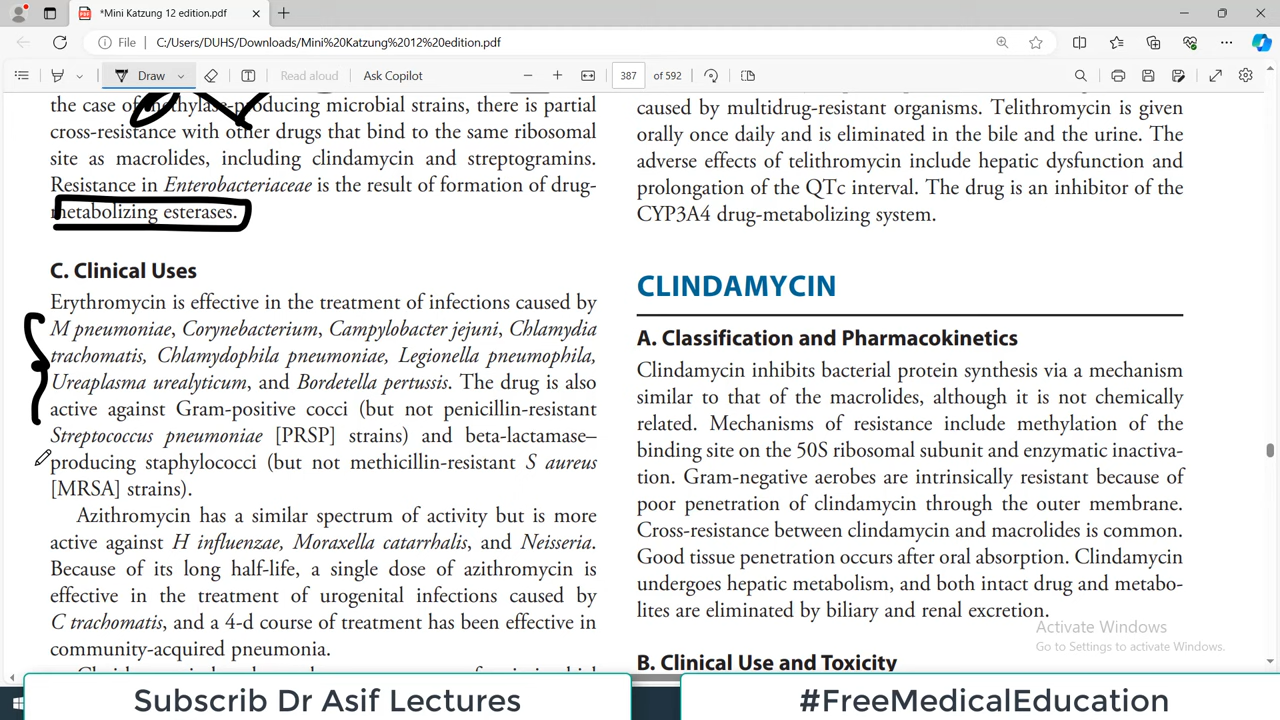 *Mini Katzung 12 edition.pdf
File
C:/Users/DUHS/Downloads/Mini%20Katzung%2012%20edition.pdf
Draw
Read aloud
Ask Copilot
387 of 592
the case of methylase-producing microbial strains, there is partial
cross-resistance with other drugs that bind to the same ribosomal
site as macrolides, including clindamycin and streptogramins.
Resistance in Enterobacteriaceae is the result of formation of drug-
metabolizing esterases.
C. Clinical Uses
Erythromycin is effective in the treatment of infections caused by
M pneumoniae, Corynebacterium, Campylobacter jejuni, Chlamydia
trachomatis, Chlamydophila pneumoniae, Legionella pneumophila,
Ureaplasma urealyticum, and Bordetella pertussis. The drug is also
active against Gram-positive cocci (but not penicillin-resistant
Streptococcus pneumoniae [PRSP] strains) and beta-lactamase–
producing staphylococci (but not methicillin-resistant S aureus
[MRSA] strains).
Azithromycin has a similar spectrum of activity but is more
active against H influenzae, Moraxella catarrhalis, and Neisseria.
Because of its long half-life, a single dose of azithromycin is
effective in the treatment of urogenital infections caused by
C trachomatis, and a 4-d course of treatment has been effective in
community-acquired pneumonia.
caused by multidrug-resistant organisms. Telithromycin is given
orally once daily and is eliminated in the bile and the urine. The
adverse effects of telithromycin include hepatic dysfunction and
prolongation of the QTc interval. The drug is an inhibitor of the
CYP3A4 drug-metabolizing system.
CLINDAMYCIN
A. Classification and Pharmacokinetics
Clindamycin inhibits bacterial protein synthesis via a mechanism
similar to that of the macrolides, although it is not chemically
related. Mechanisms of resistance include methylation of the
binding site on the 50S ribosomal subunit and enzymatic inactiva-
tion. Gram-negative aerobes are intrinsically resistant because of
poor penetration of clindamycin through the outer membrane.
Cross-resistance between clindamycin and macrolides is common.
Good tissue penetration occurs after oral absorption. Clindamycin
undergoes hepatic metabolism, and both intact drug and metabo-
lites are eliminated by biliary and renal excretion.
B. Clinical Use and Toxicity
Activate Windows
Go to Settings to activate Windows.
Subscrib Dr Asif Lectures
#FreeMedicalEducation